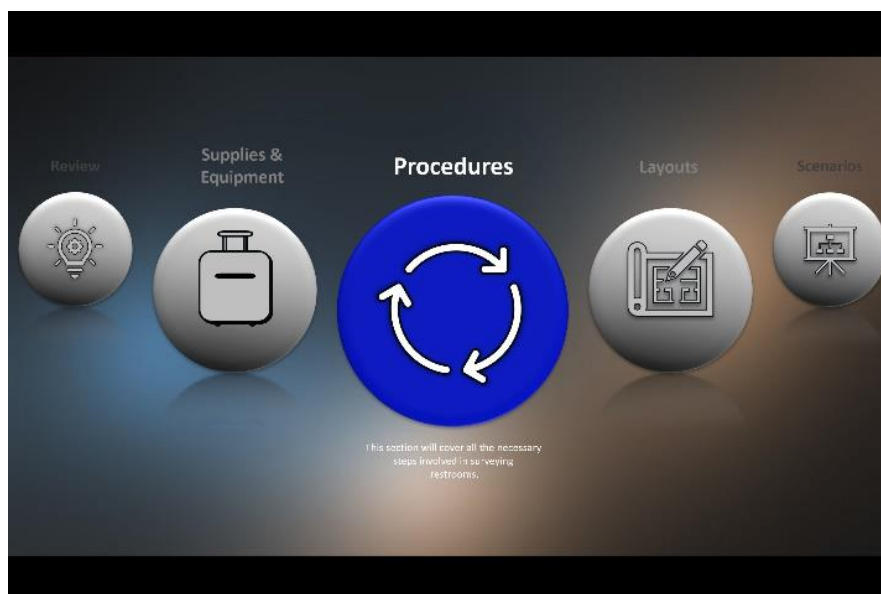 Review
Supplies &
Equipment
Procedures
Layouts
Scenarios
This section will cover all the necessary
steps involved in surveying
restrooms.